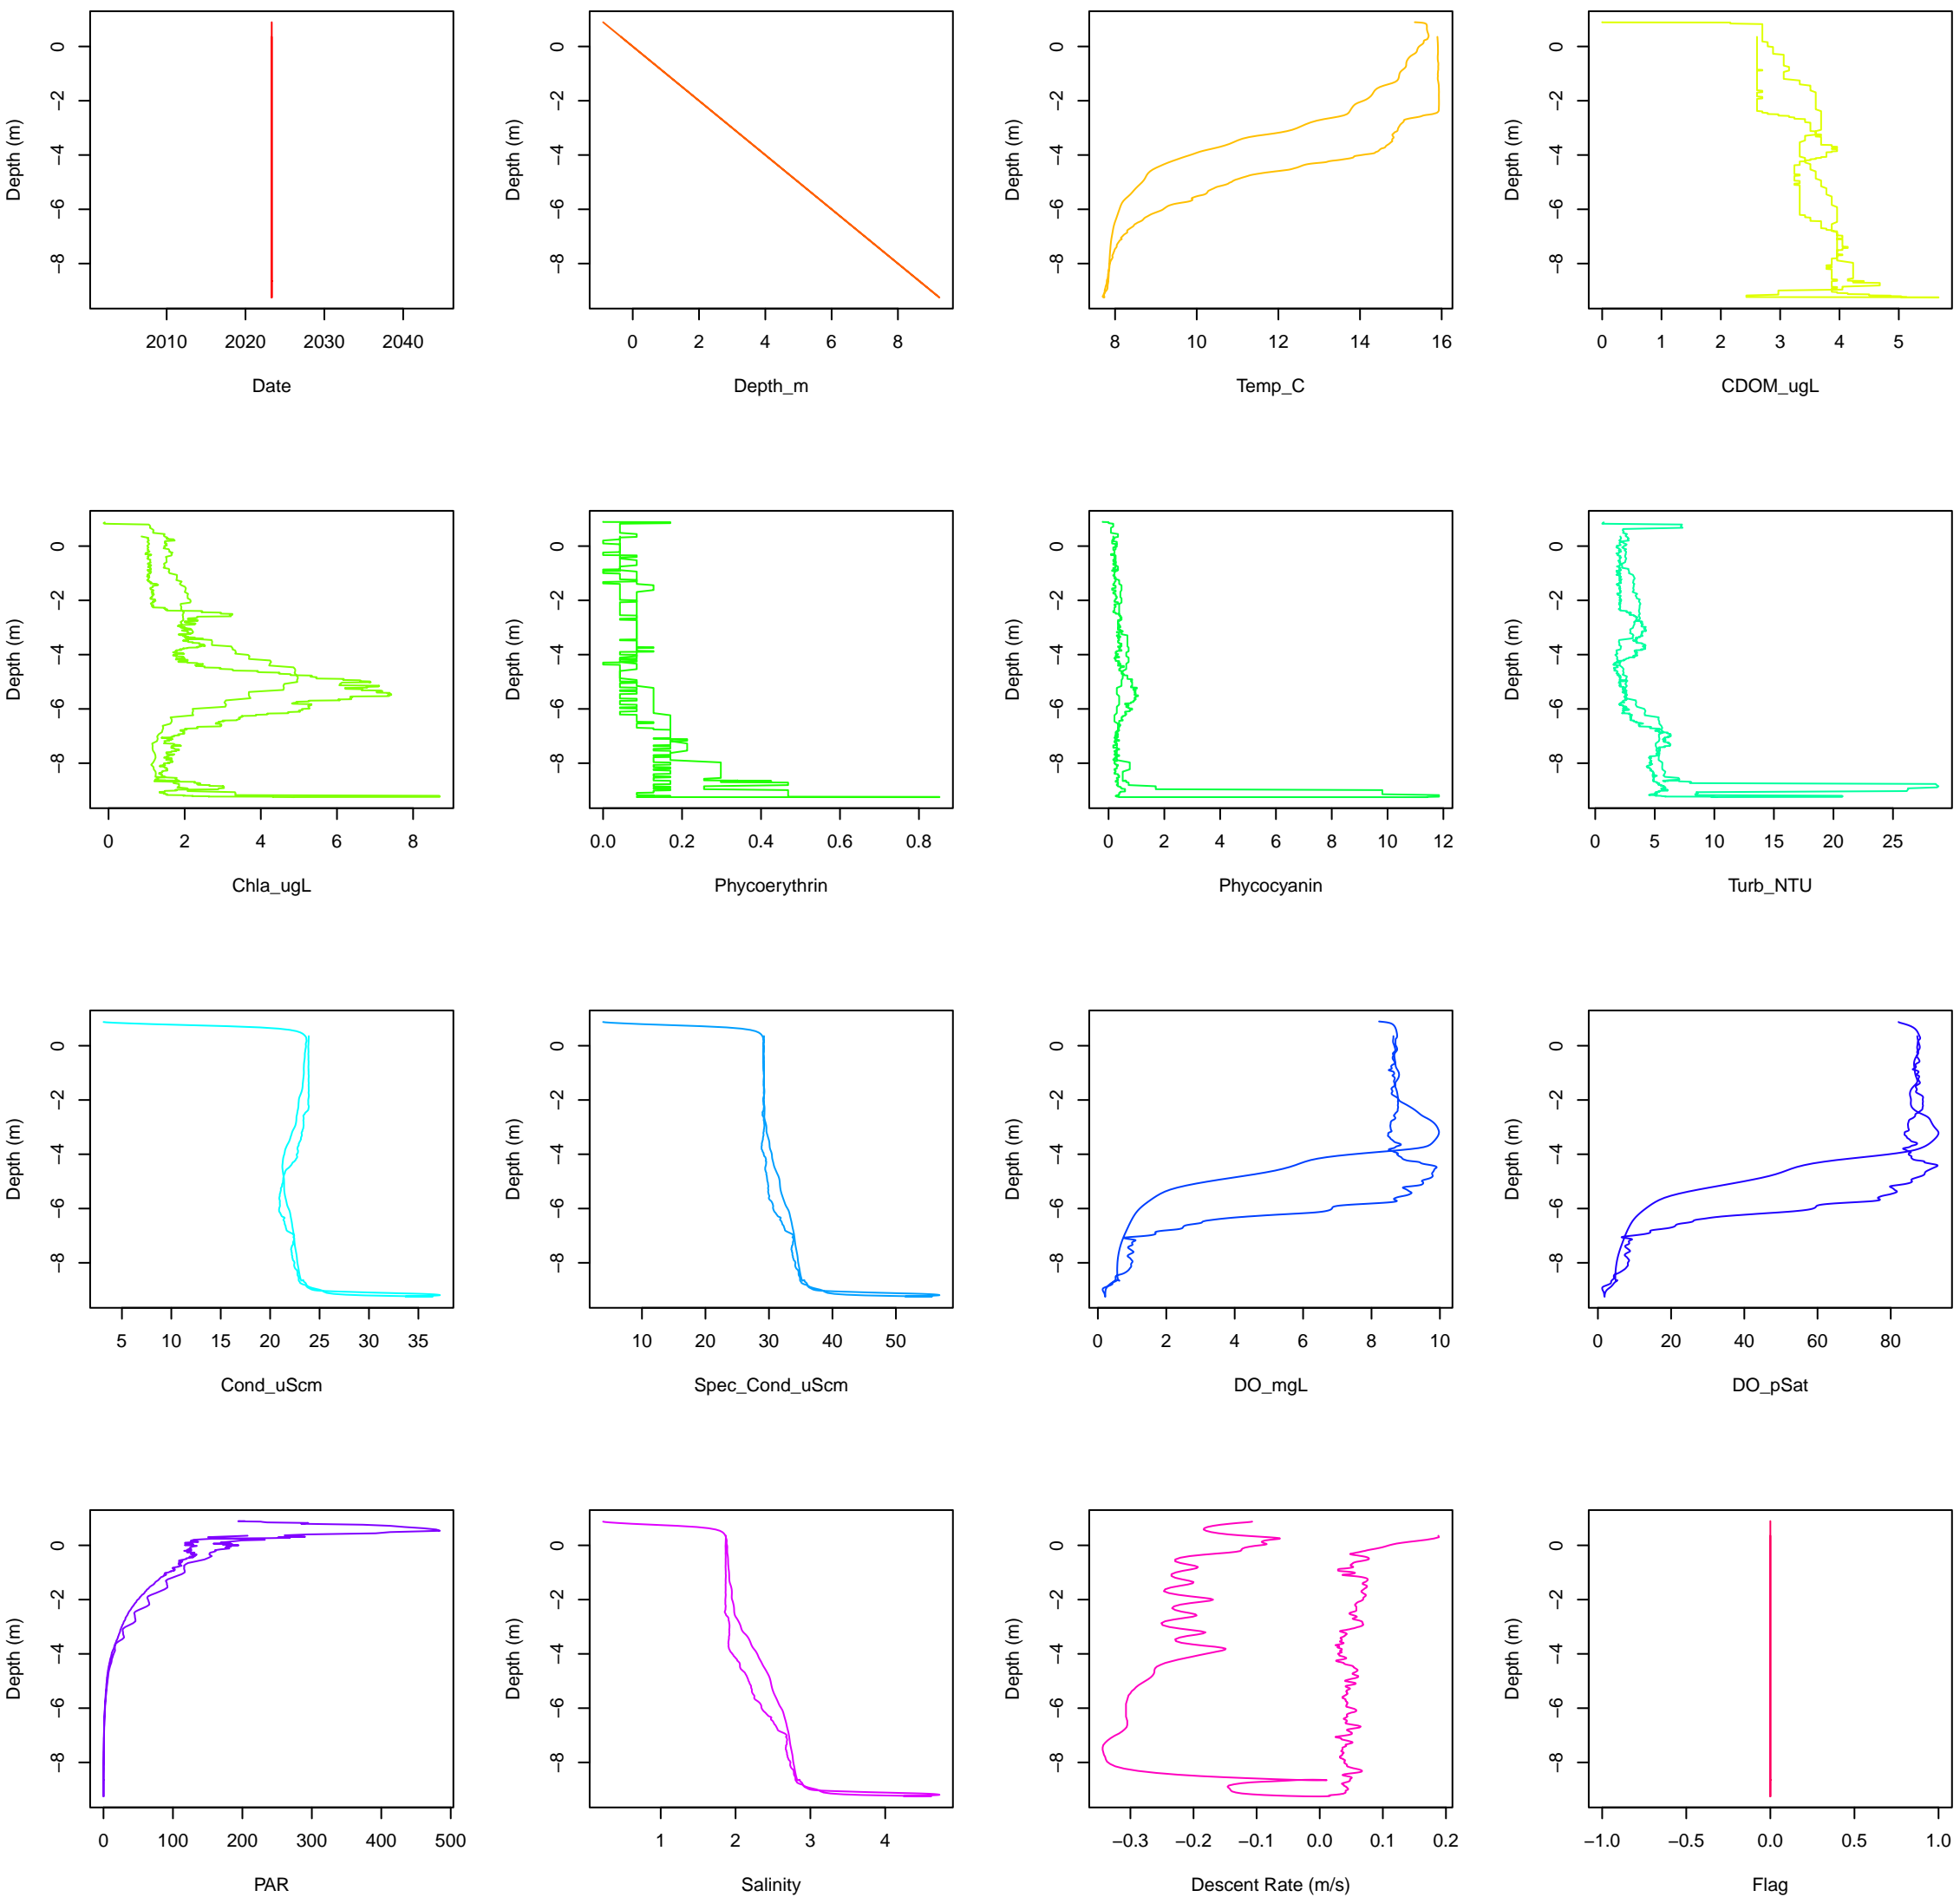 Depth (m) Depth (m) Depth (m) Depth (m)
0 0 0 0
−2 −2 −2 −2
−4 −4 −4 −4
−6 −6 −6 −6
−8 −8 −8 −8
2010 2020 2030 2040 0 2 4 6 8 8 10 12 14 16 0 1 2 3 4 5
Date Depth_m Temp_C CDOM_ugL
Depth (m) Depth (m) Depth (m) Depth (m)
0 0 0 0
−2 −2 −2 −2
−4 −4 −4 −4
−6 −6 −6 −6
−8 −8 −8 −8
0 2 4 6 8 0.0 0.2 0.4 0.6 0.8 0 2 4 6 8 10 12 0 5 10 15 20 25
Chla_ugL Phycoerythrin Phycocyanin Turb_NTU
Depth (m) Depth (m) Depth (m) Depth (m)
0 0 0 0
−2 −2 −2 −2
−4 −4 −4 −4
−6 −6 −6 −6
−8 −8 −8 −8
5 10 15 20 25 30 35 10 20 30 40 50 0 2 4 6 8 10 0 20 40 60 80
Cond_uScm Spec_Cond_uScm DO_mgL DO_pSat
Depth (m) Depth (m) Depth (m) Depth (m)
0 0 0 0
−2 −2 −2 −2
−4 −4 −4 −4
−6 −6 −6 −6
−8 −8 −8 −8
0 100 200 300 400 500 1 2 3 4 −0.3 −0.2 −0.1 0.0 0.1 0.2 −1.0 −0.5 0.0 0.5 1.0
PAR Salinity Descent Rate (m/s) Flag